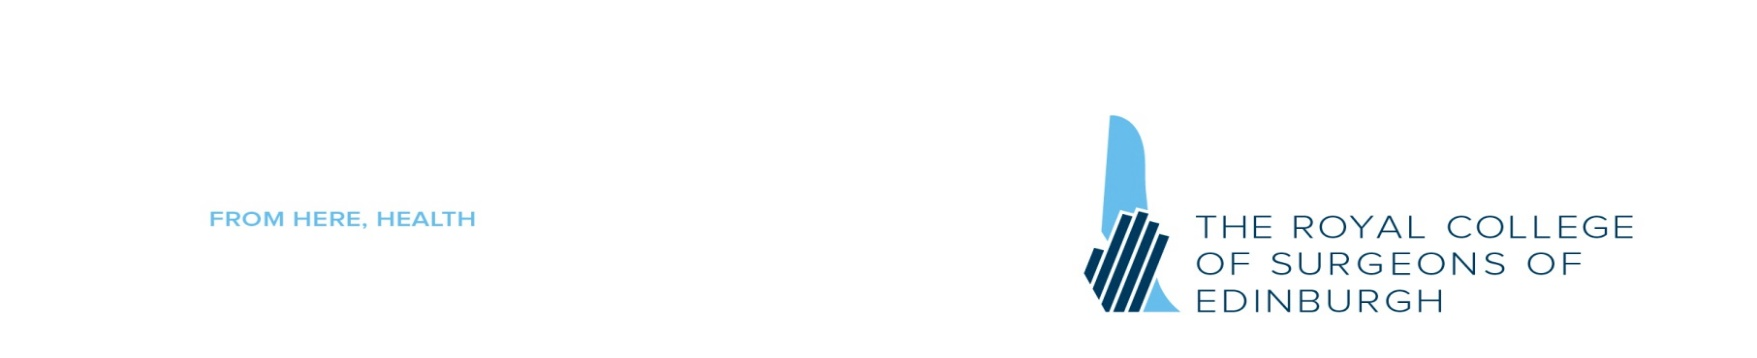 FROM HERE, HEALTH
THE ROYAL COLLEGE
OF SURGEONS OF
EDINBURGH